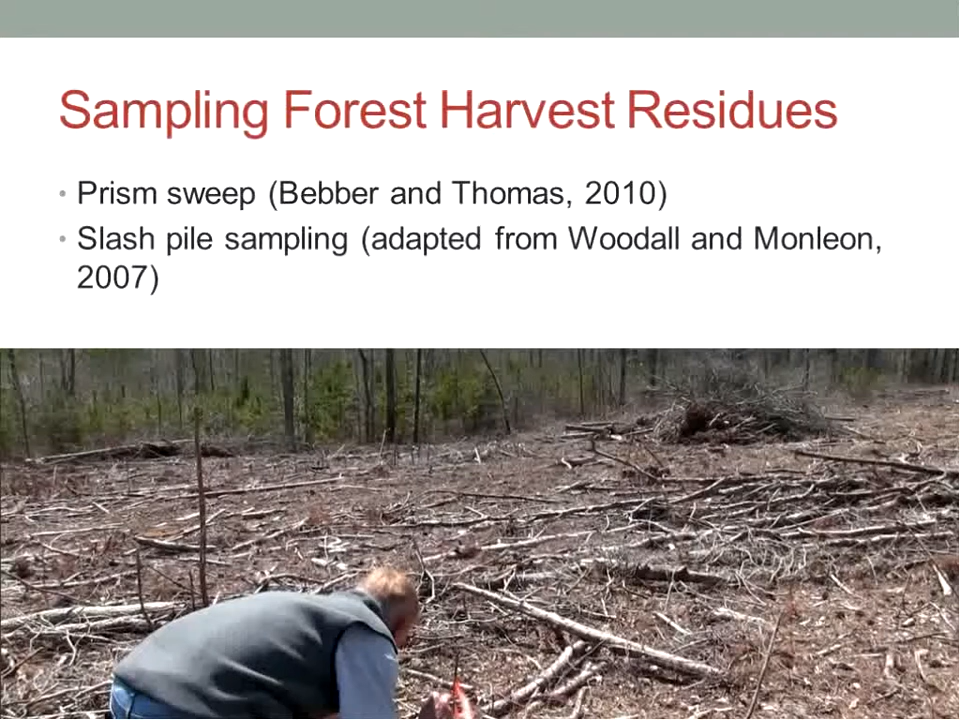 Sampling Forest Harvest Residues
• Prism sweep (Bebber and Thomas, 2010)
• Slash pile sampling (adapted from Woodall and Monleon,
2007)